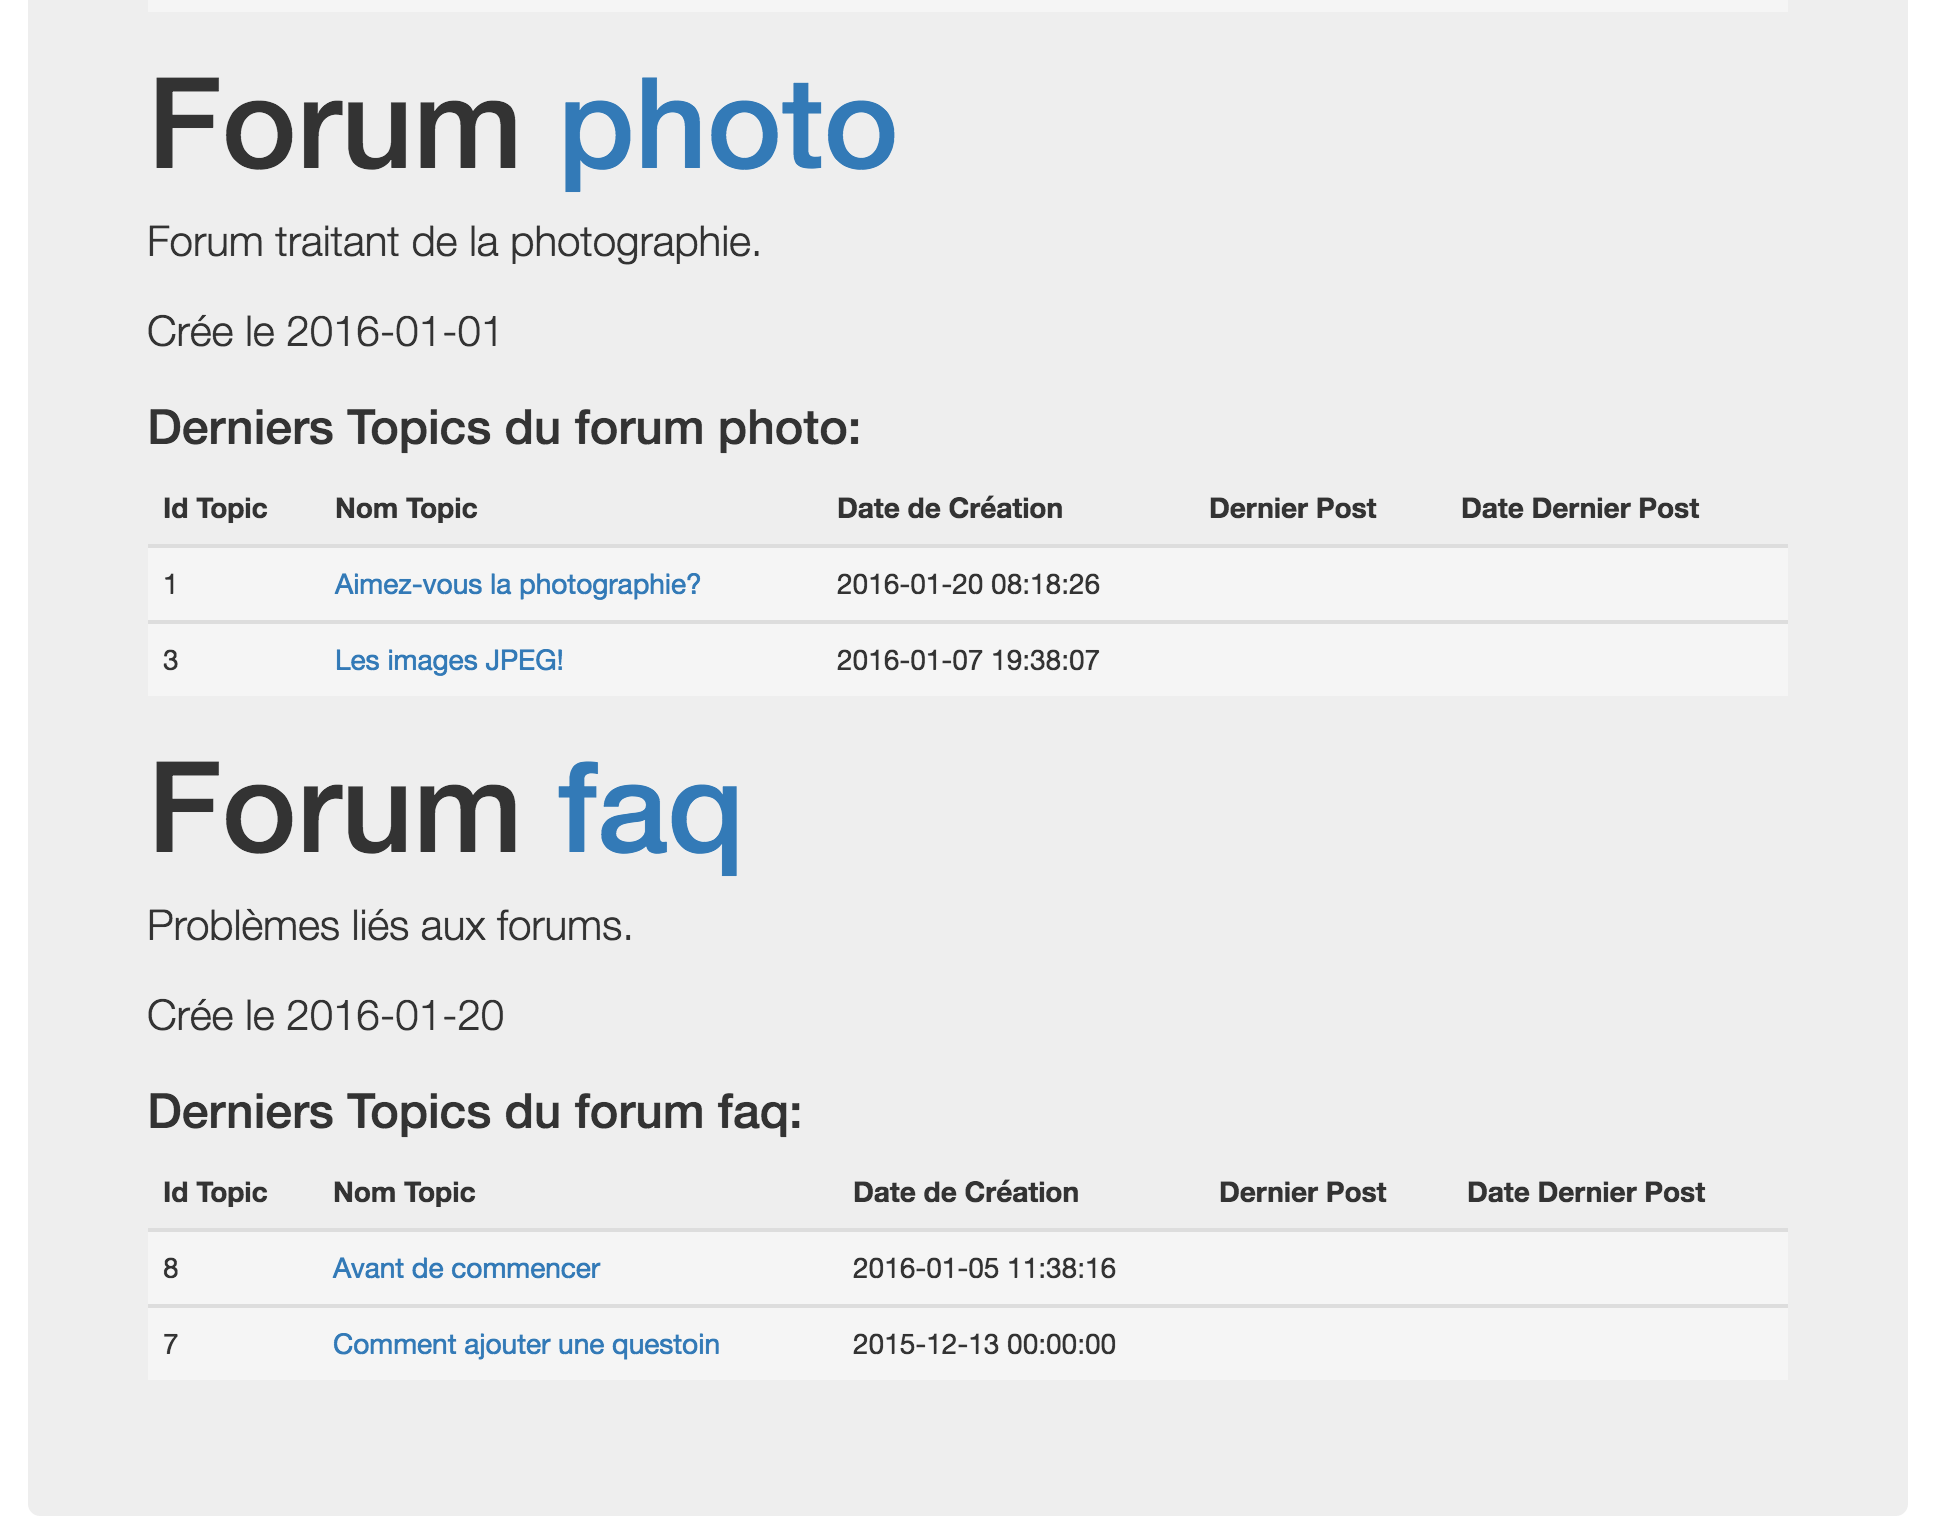 Forum photo
Forum traitant de la photographie.
Crée le 2016-01-01
Derniers Topics du forum photo:
Id Topic Nom Topic Date de Création Dernier Post Date Dernier Post
1 Aimez-vous la photographie? 2016-01-20 08:18:26
3 Les images JPEG! 2016-01-07 19:38:07
Forum faq
Problèmes liés aux forums.
Crée le 2016-01-20
Derniers Topics du forum faq:
Id Topic Nom Topic Date de Création Dernier Post Date Dernier Post
8 Avant de commencer 2016-01-05 11:38:16
7 Comment ajouter une questoin 2015-12-13 00:00:00